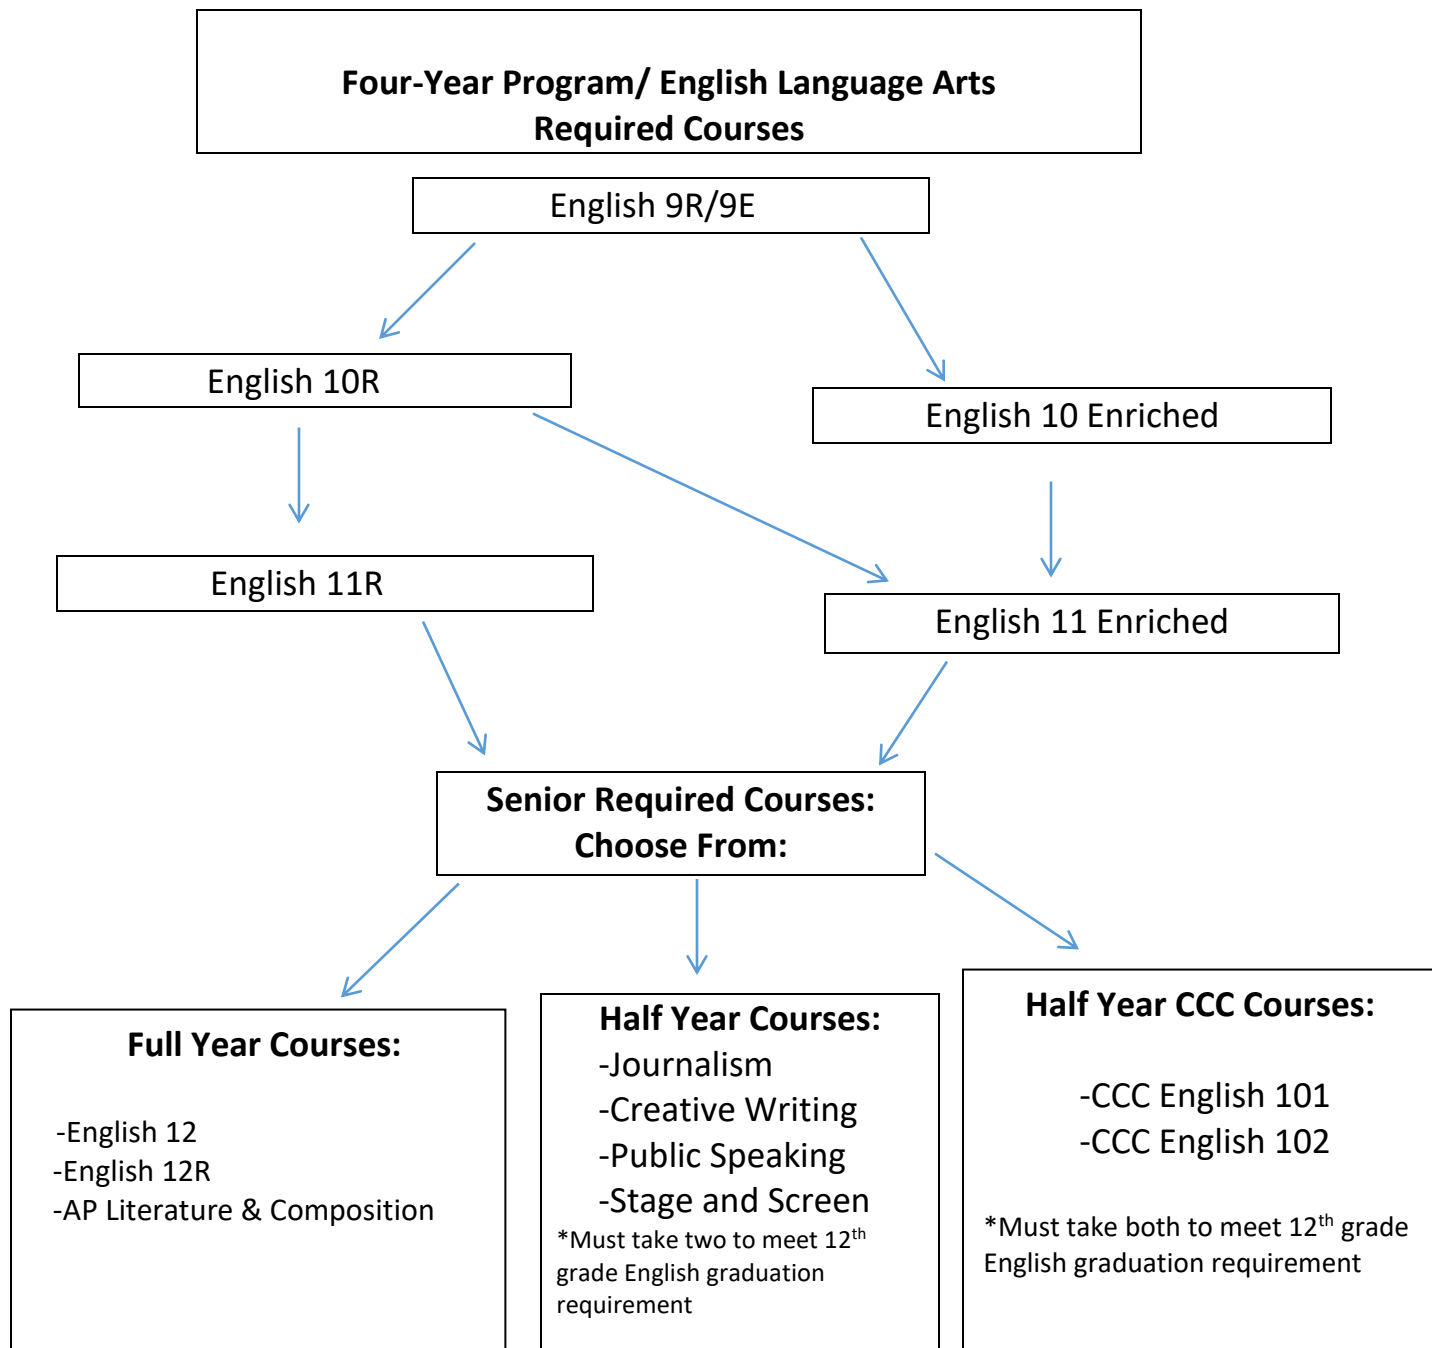 Four-Year Program/ English Language Arts
Required Courses
English 9R/9E
English 10R
English 10 Enriched
English 11R
English 11 Enriched
Senior Required Courses:
Choose From:
Full Year Courses:
-English 12
-English 12R
-AP Literature & Composition
Half Year Courses:
-Journalism
-Creative Writing
-Public Speaking
-Stage and Screen
*Must take two to meet 12th
grade English graduation
requirement
Half Year CCC Courses:
-CCC English 101
-CCC English 102
*Must take both to meet 12th grade
English graduation requirement